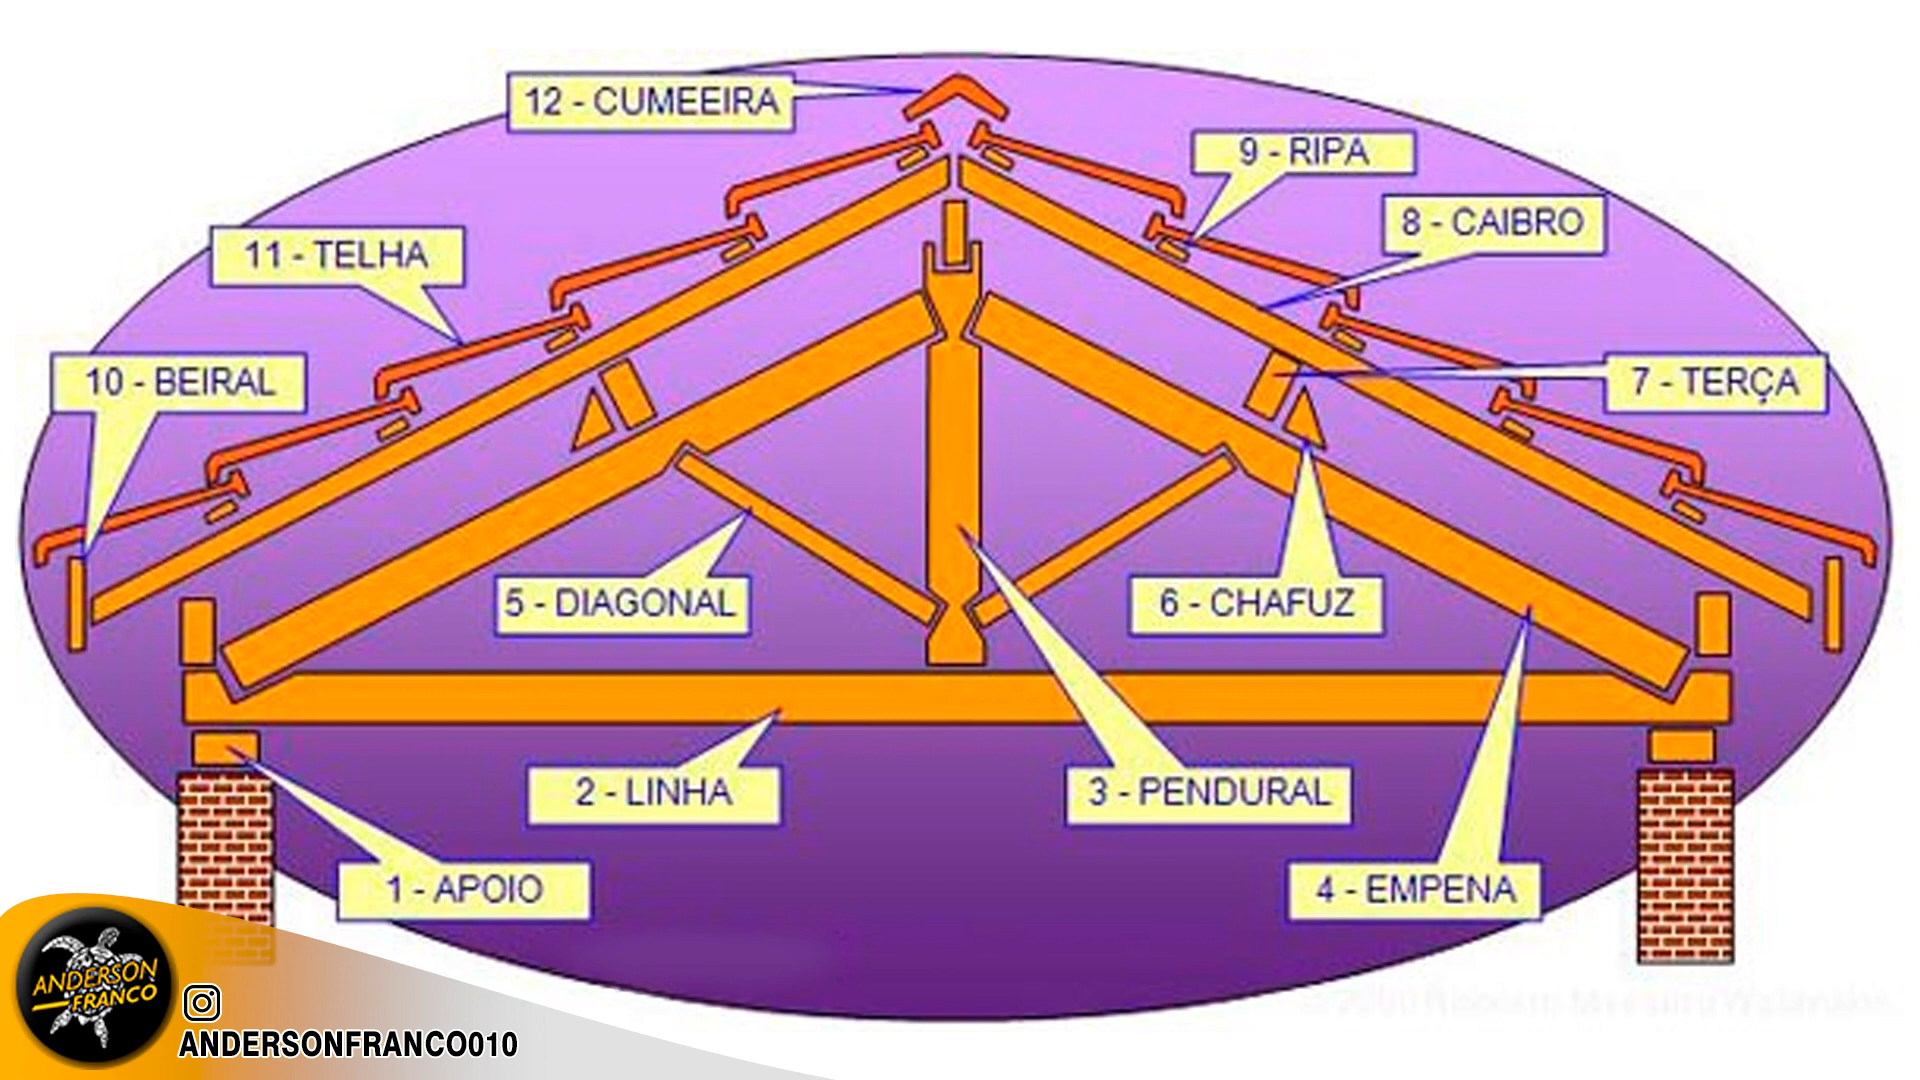 12 - CUMEEIRA
9 - RIPA
8 - CAIBRO
11 - TELHA
10 - BEIRAL
7 - TERÇA
5 - DIAGONAL
6 - CHAFUZ
2 - LINHA
3 - PENDURAL
1 - APOIO
4 - EMPENA
ANDERSON
FRANCO
ANDERSONFRANCO010